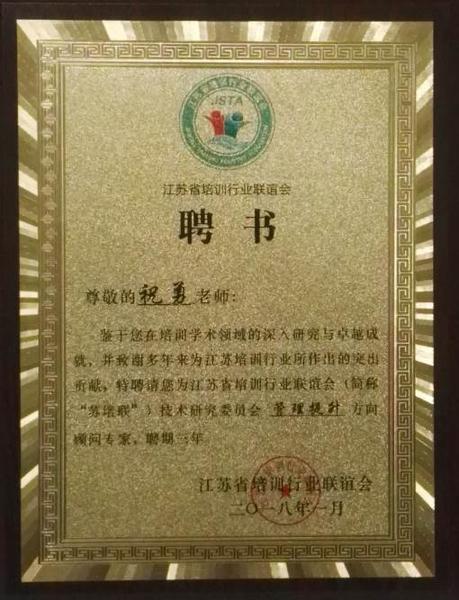 JSTA
江苏省培训行业联谊会
聘书
尊敬的祝勇老师:
鉴于您在培训学术领域的深入研究与卓越成
就，并致谢多年来为江苏培训行业所作出的突出
贡献，特聘请您为江苏省培训行业联谊会（简称
“苏培联”）技术研究委员会 管理提升 方向
顾问专家，聘期三年
江苏省培训行业联谊会
二〇一八年一月